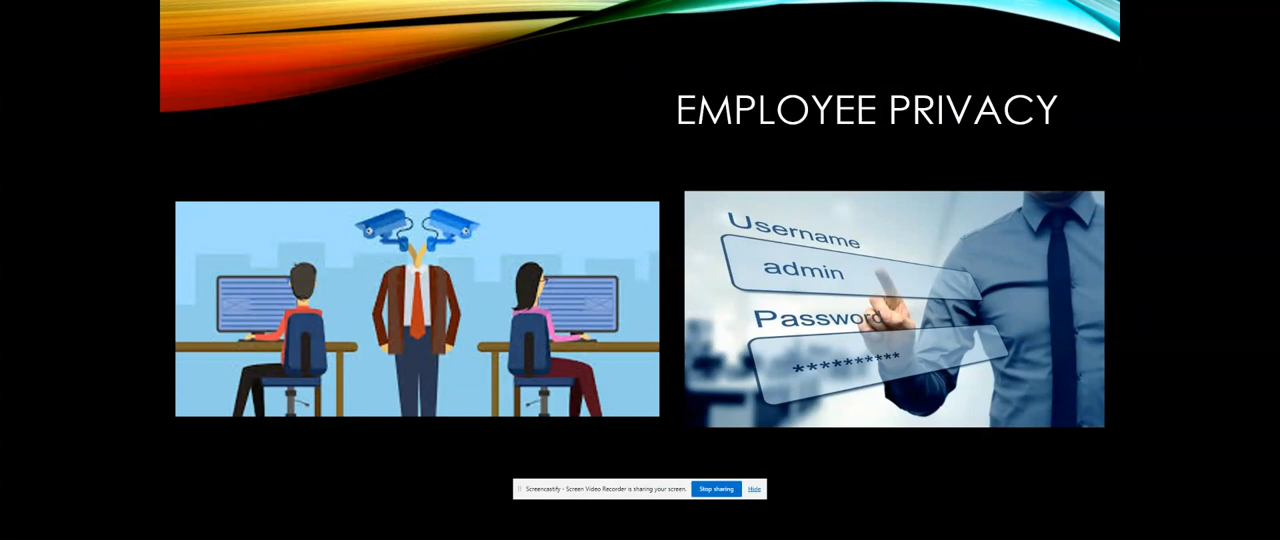 EMPLOYEE PRIVACY
Username
admin
Password
**********
Screencastify - Screen Video Recorder is sharing your screen. Stop sharing Hide